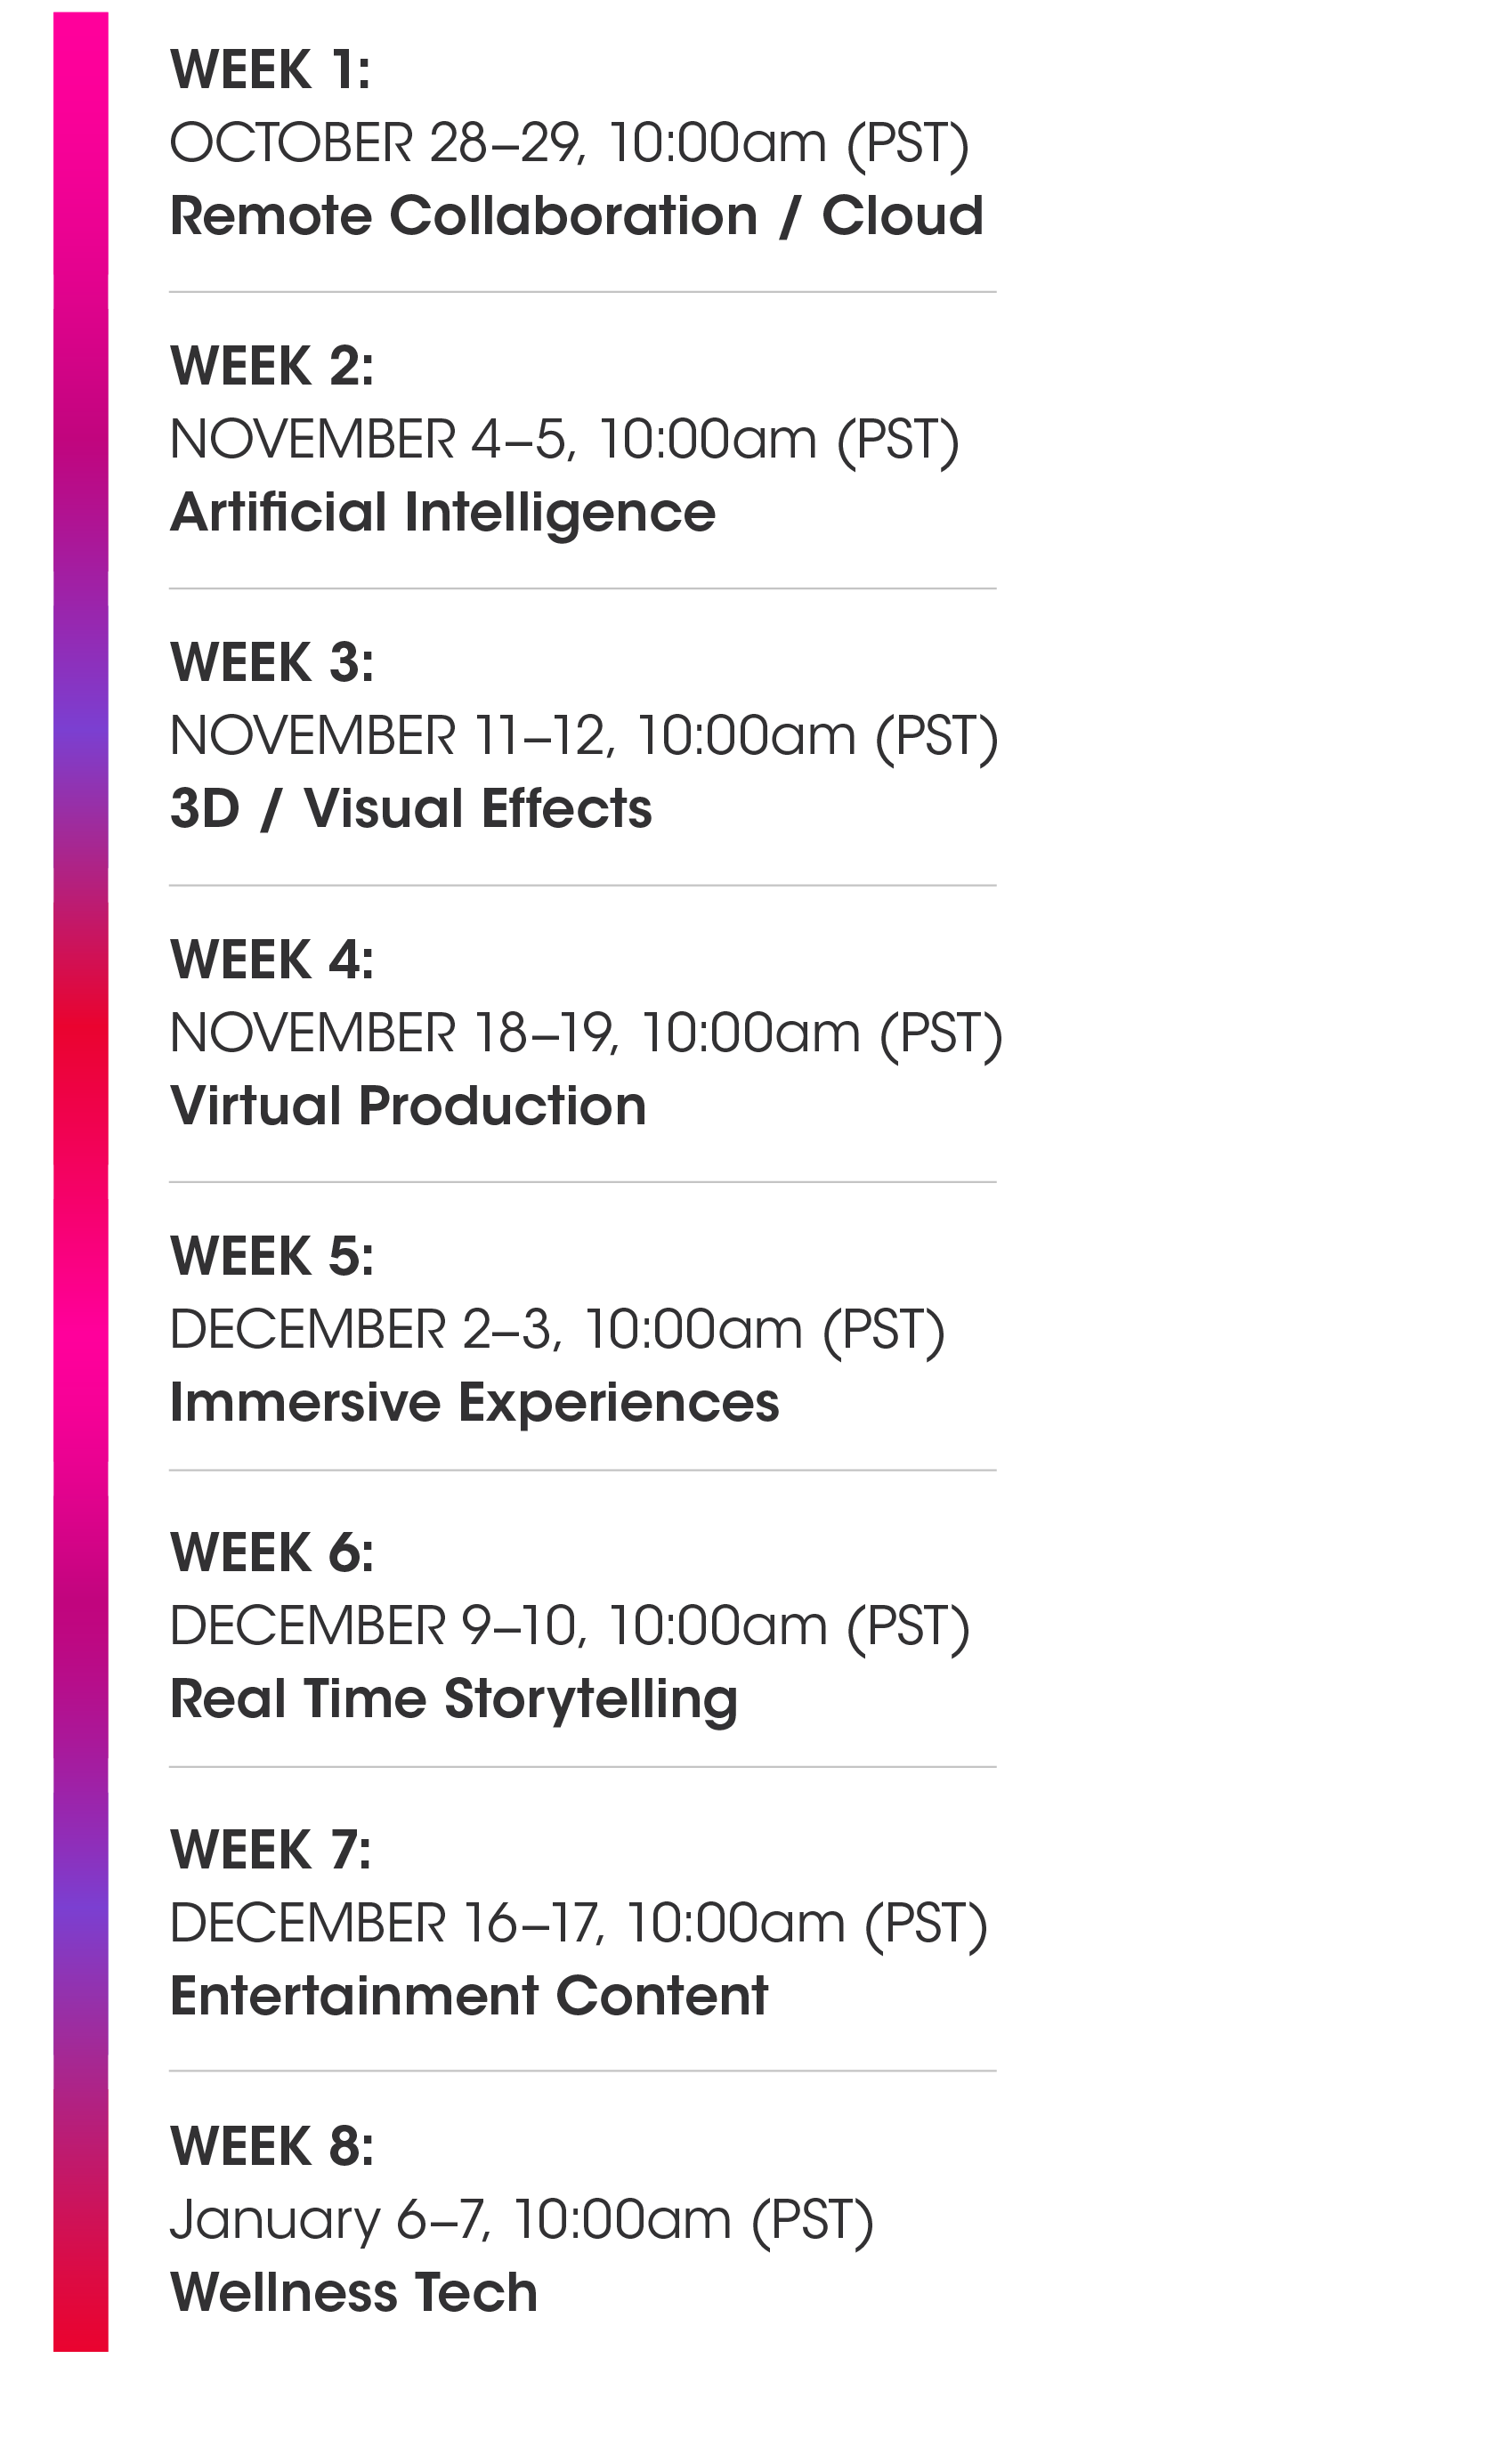 WEEK 1:
OCTOBER 28–29, 10:00am (PST)
Remote Collaboration / Cloud
WEEK 2:
NOVEMBER 4–5, 10:00am (PST)
Artificial Intelligence
WEEK 3:
NOVEMBER 11–12, 10:00am (PST)
3D / Visual Effects
WEEK 4:
NOVEMBER 18–19, 10:00am (PST)
Virtual Production
WEEK 5:
DECEMBER 2–3, 10:00am (PST)
Immersive Experiences
WEEK 6:
DECEMBER 9–10, 10:00am (PST)
Real Time Storytelling
WEEK 7:
DECEMBER 16–17, 10:00am (PST)
Entertainment Content
WEEK 8:
January 6–7, 10:00am (PST)
Wellness Tech